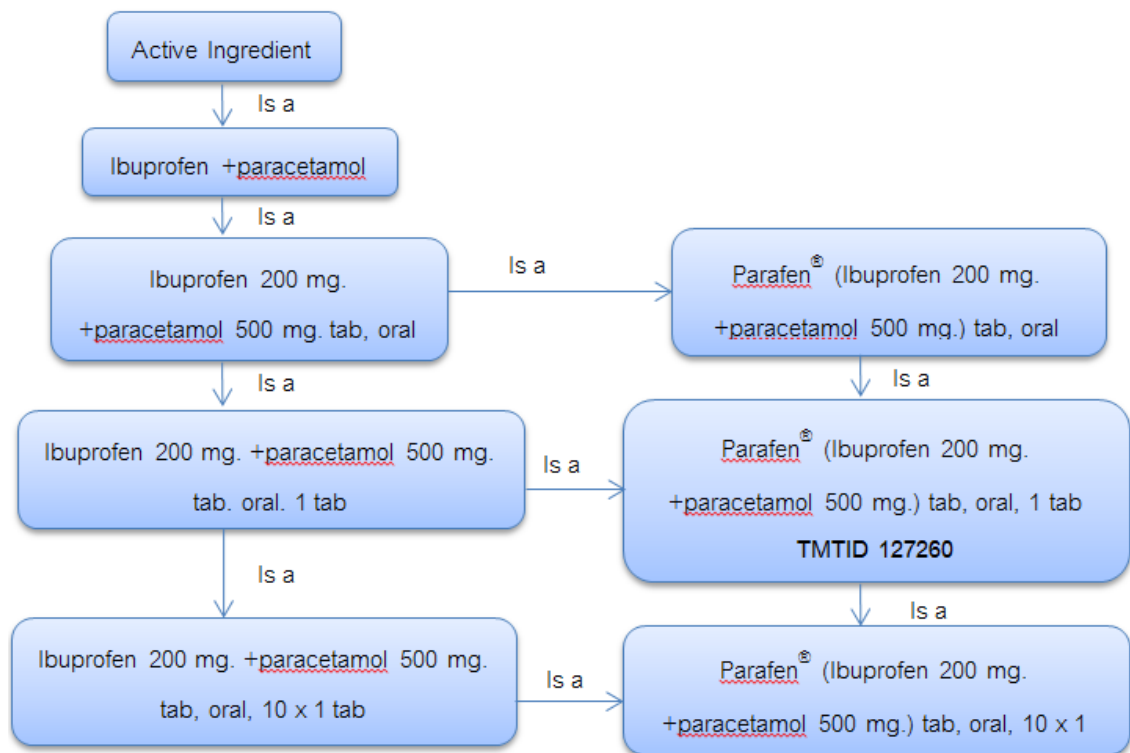 Active Ingredient
Is a
Ibuprofen +paracetamol
Is a
Ibuprofen 200 mg.
+paracetamol 500 mg. tab, oral
Is a
Parafen® (Ibuprofen 200 mg.
+paracetamol 500 mg.) tab, oral
Is a
Is a
Ibuprofen 200 mg. +paracetamol 500 mg.
tab. oral. 1 tab
Is a
Parafen® (Ibuprofen 200 mg.
+paracetamol 500 mg.) tab, oral, 1 tab
TMTID 127260
Is a
Is a
Ibuprofen 200 mg. +paracetamol 500 mg.
tab, oral, 10 x 1 tab
Is a
Parafen® (Ibuprofen 200 mg.
+paracetamol 500 mg.) tab, oral, 10 x 1